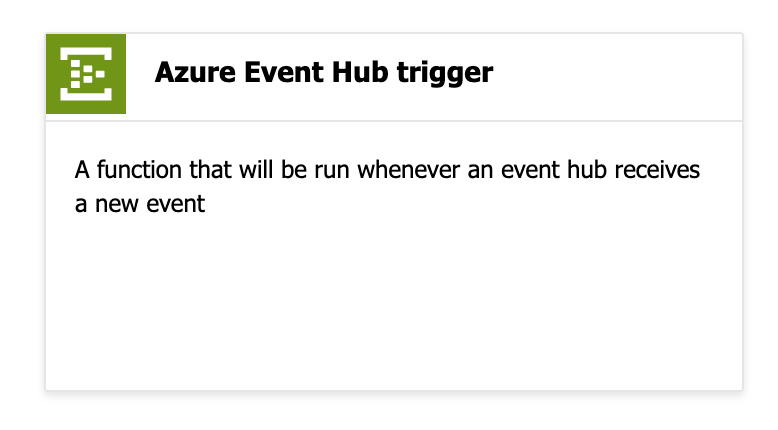 Azure Event Hub trigger
A function that will be run whenever an event hub receives
a new event